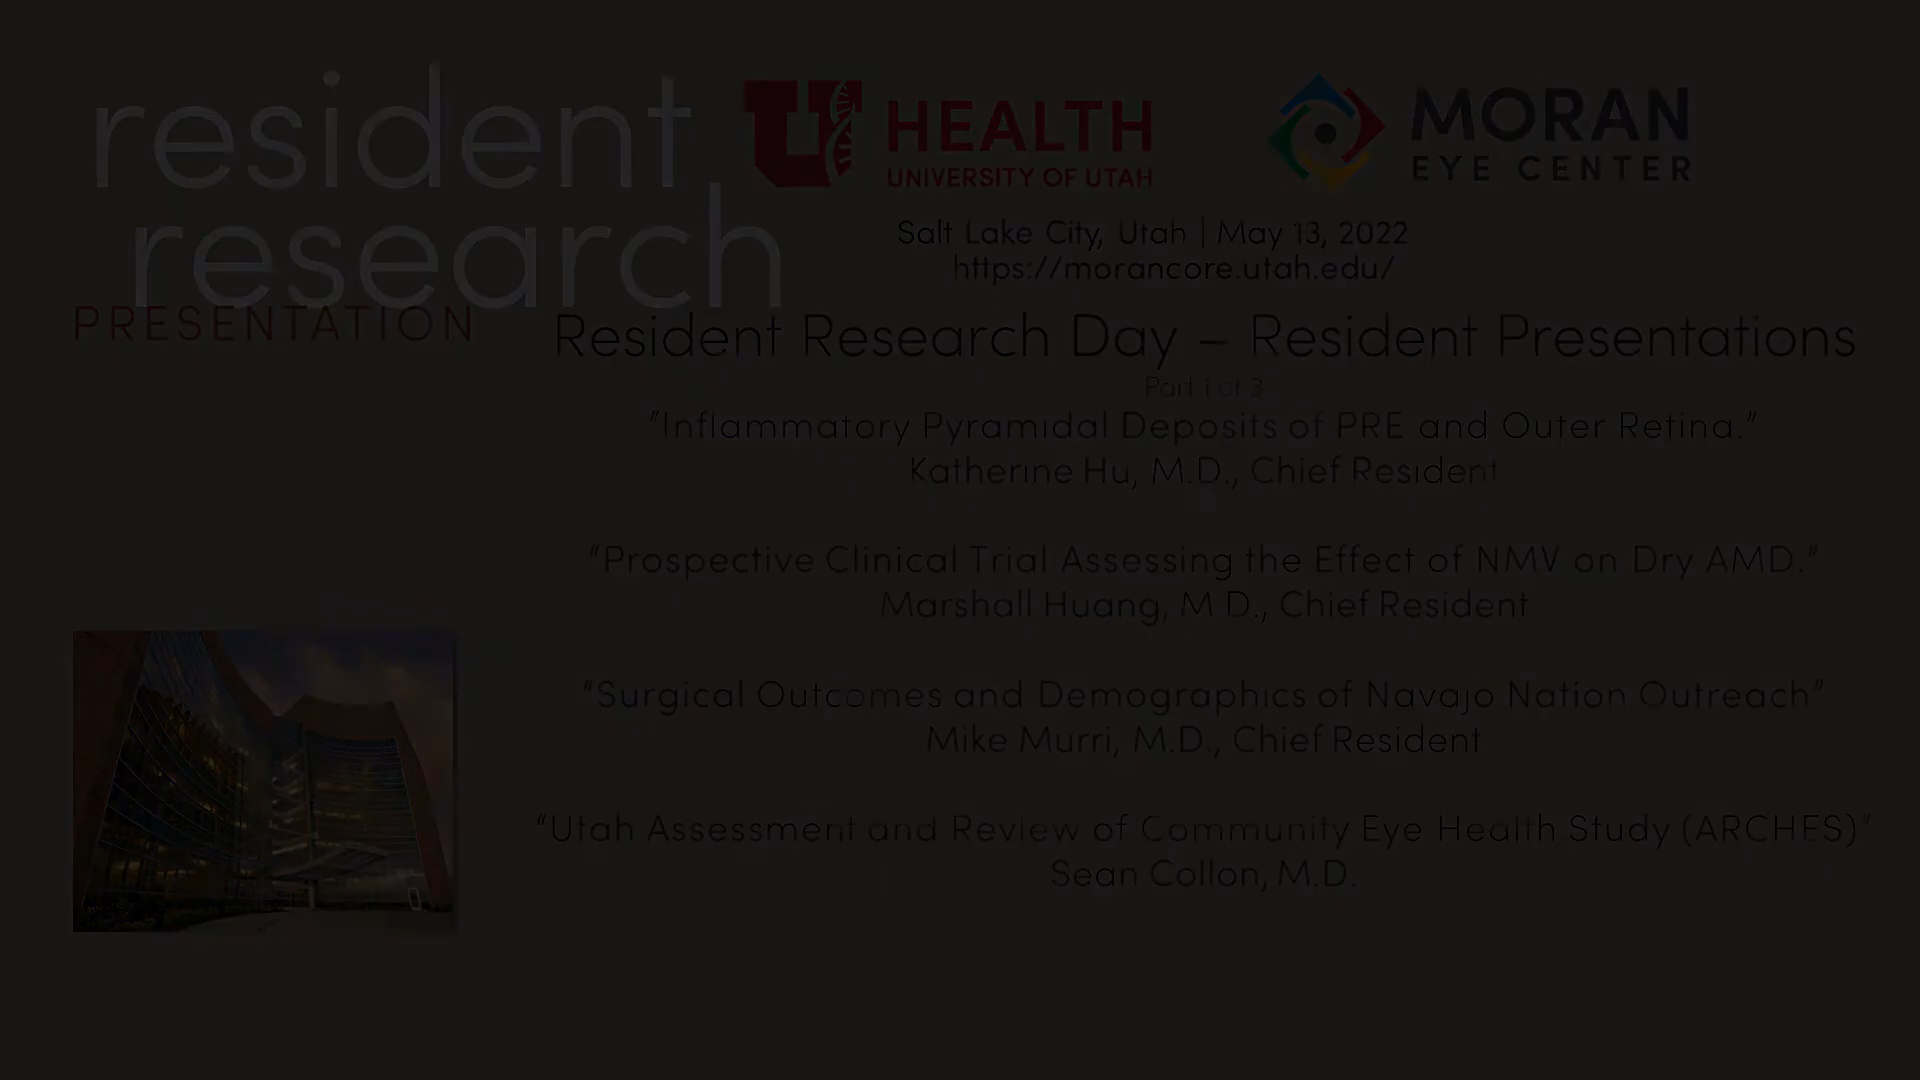 resident
research
PRESENTATION
U HEALTH
UNIVERSITY OF UTAH
MORAN
EYE CENTER
Salt Lake City, Utah | May 13, 2022
https://morancore.utah.edu/
Resident Research Day – Resident Presentations
Part 1 of 3
"Inflammatory Pyramidal Deposits of PRE and Outer Retina."
Katherine Hu, M.D., Chief Resident
"Prospective Clinical Trial Assessing the Effect of NMV on Dry AMD."
Marshall Huang, M.D., Chief Resident
"Surgical Outcomes and Demographics of Navajo Nation Outreach"
Mike Murri, M.D., Chief Resident
"Utah Assessment and Review of Community Eye Health Study (ARCHES)"
Sean Collon, M.D.